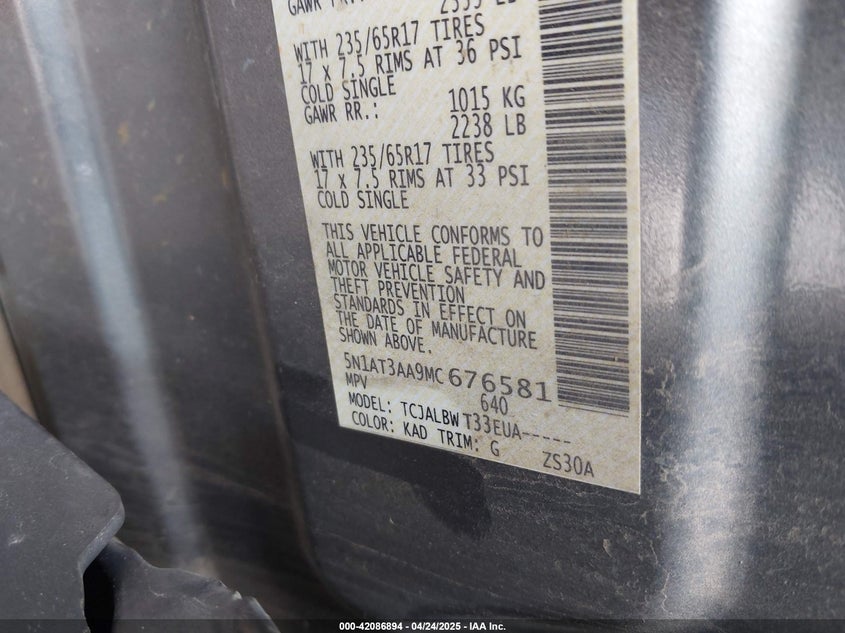 WITH 235/65R17 TIRES
17 x 7.5 RIMS AT 36 PSI
COLD SINGLE
GAWR RR.: 1015 KG
2238 LB
WITH 235/65R17 TIRES
17 x 7.5 RIMS AT 33 PSI
COLD SINGLE
THIS VEHICLE CONFORMS TO
ALL APPLICABLE FEDERAL
MOTOR VEHICLE SAFETY AND
THEFT PREVENTION
STANDARDS IN EFFECT ON
THE DATE OF MANUFACTURE
SHOWN ABOVE.
5N1AT3AA9MC676581
MPV 640
MODEL: TCJALBWT33EUA-----
COLOR: KAD TRIM: G ZS30A
000-42086894 - 04/24/2025 - IAA Inc.